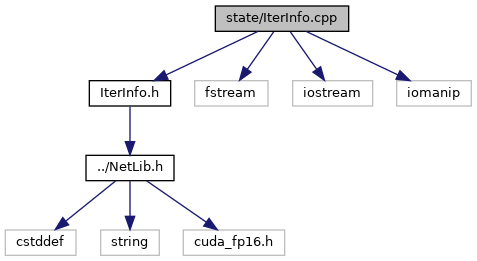 state/IterInfo.cpp
IterInfo.h
fstream
iostream
iomanip
../NetLib.h
cstddef
string
cuda_fp16.h